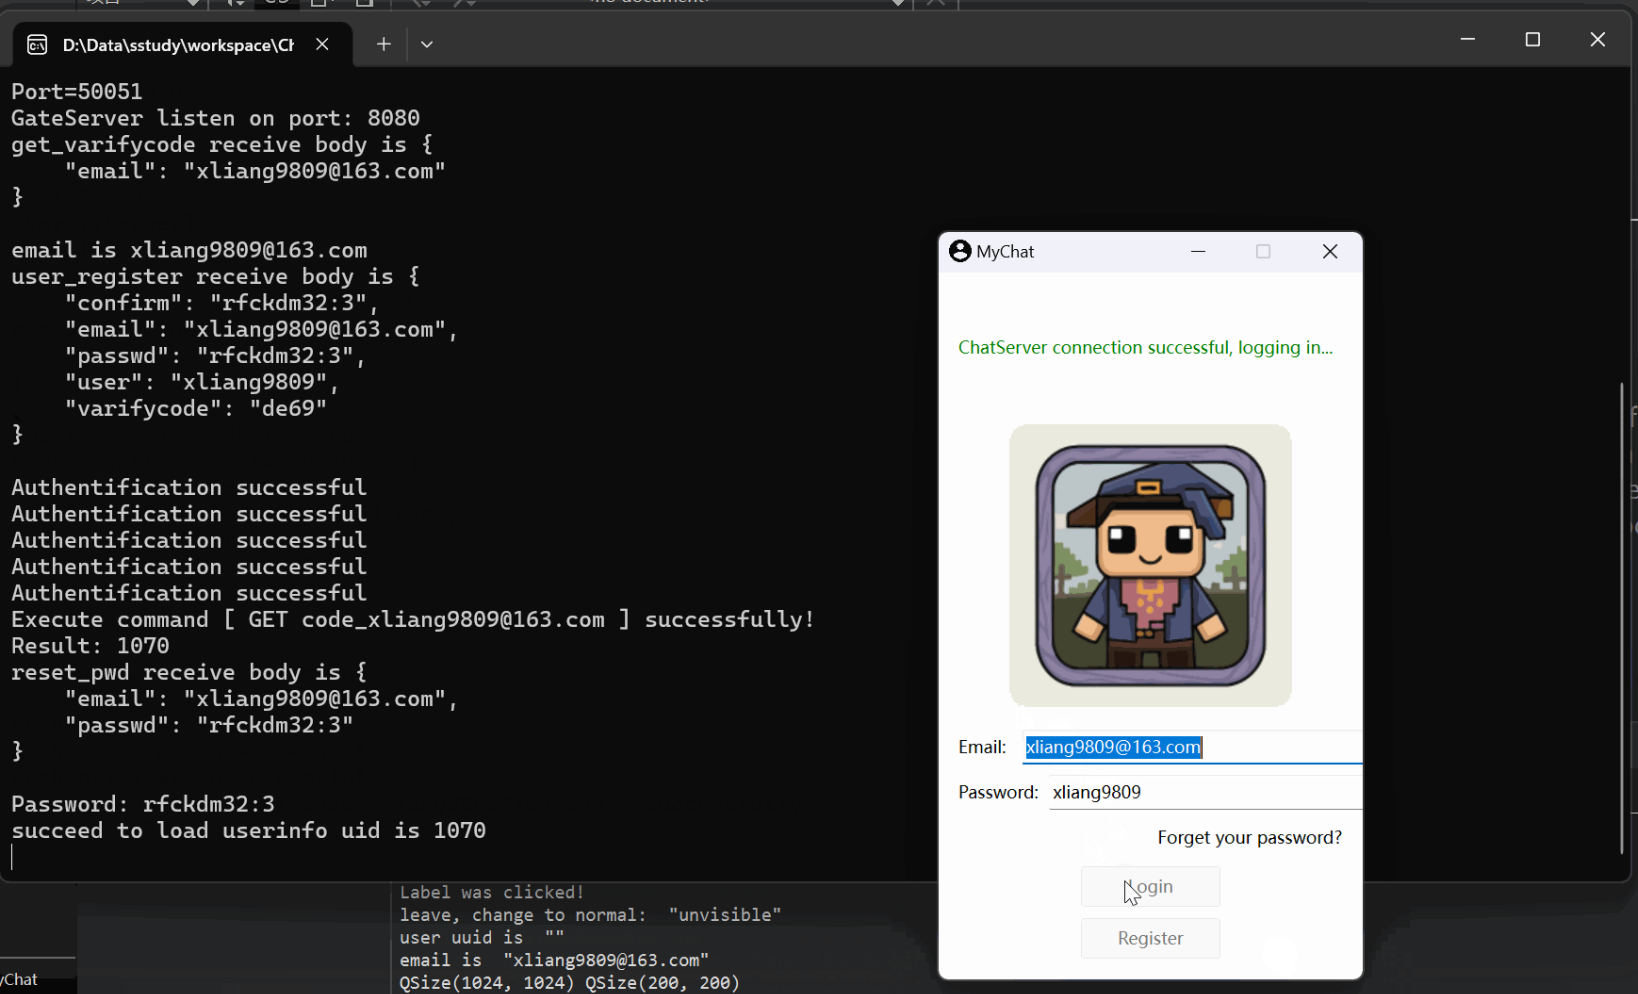 项目
<no document>
D:\Data\sstudy\workspace\Ch
Port=50051
GateServer listen on port: 8080
get_varifycode receive body is {
"email": "xliang9809@163.com"
}
email is xliang9809@163.com
user_register receive body is {
"confirm": "rfckdm32:3",
"email": "xliang9809@163.com",
"passwd": "rfckdm32:3",
"user": "xliang9809",
"varifycode": "de69"
}
Authentification successful
Authentification successful
Authentification successful
Authentification successful
Authentification successful
Execute command [ GET code_xliang9809@163.com ] successfully!
Result: 1070
reset_pwd receive body is {
"email": "xliang9809@163.com",
"passwd": "rfckdm32:3"
}
Password: rfckdm32:3
succeed to load userinfo uid is 1070
MyChat
ChatServer connection successful, logging in...
Email: xliang9809@163.com
Password: xliang9809
Forget your password?
Login
Register
Label was clicked!
leave, change to normal: "unvisible"
user uuid is ""
email is "xliang9809@163.com"
QSize(1024, 1024) QSize(200, 200)
yChat